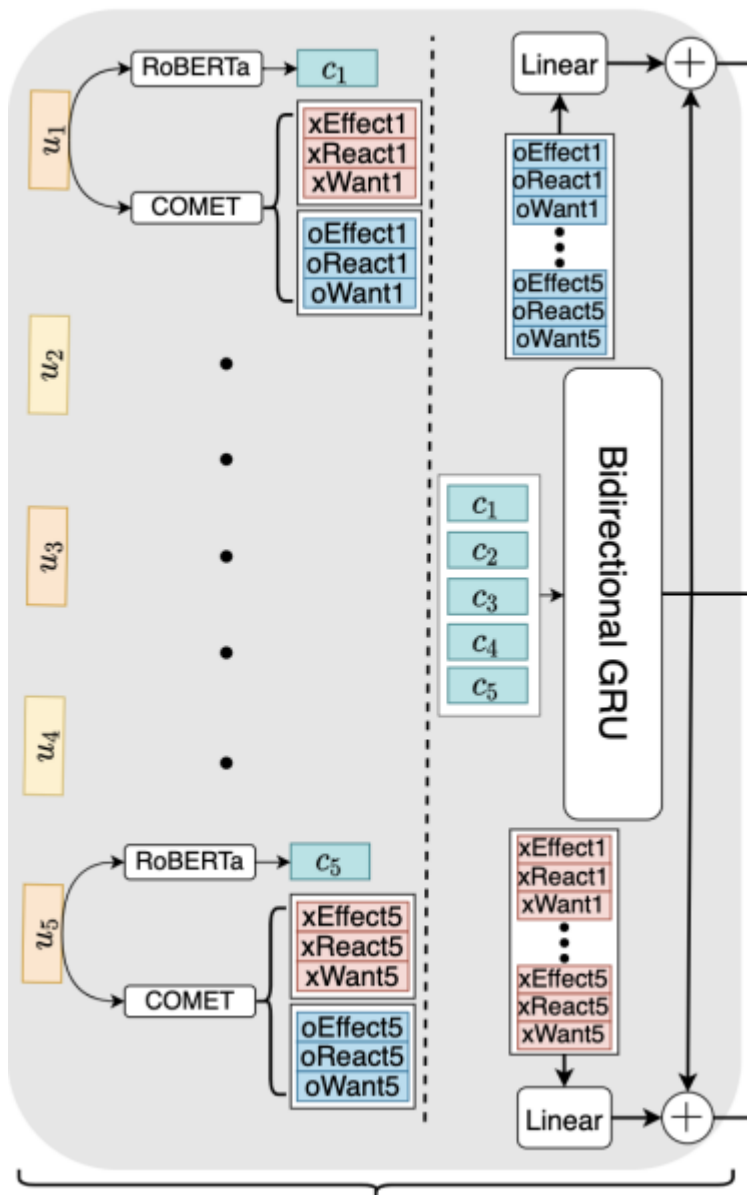 RoBERTa
c₁
u₁
xEffect1
xReact1
xWant1
COMET
oEffect1
oReact1
oWant1
u₂
u₃
u₄
RoBERTa
c₅
u₅
xEffect5
xReact5
xWant5
COMET
oEffect5
oReact5
oWant5
Linear
+
oEffect1
oReact1
oWant1
oEffect5
oReact5
oWant5
c₁
c₂
c₃
c₄
c₅
Bidirectional GRU
xEffect1
xReact1
xWant1
xEffect5
xReact5
xWant5
Linear
+